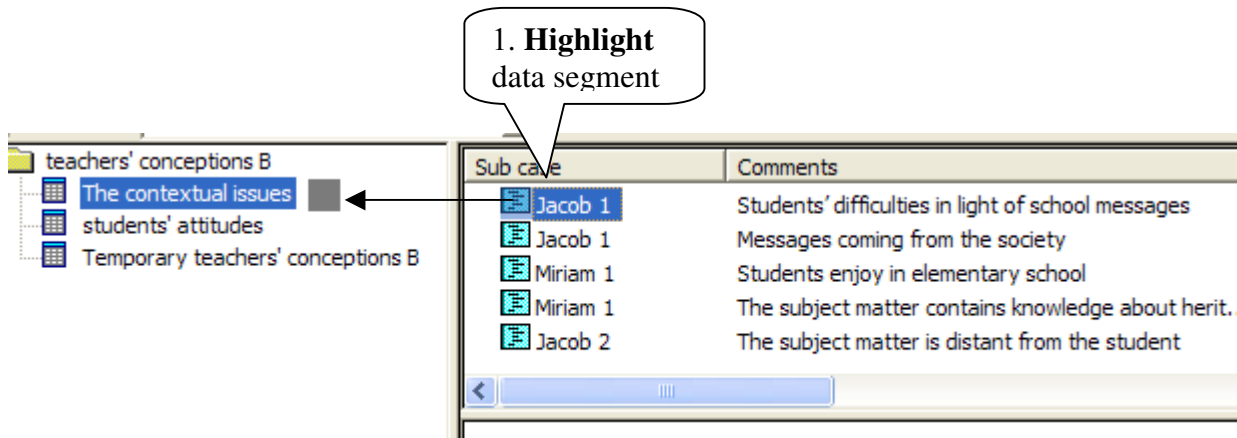 1. Highlight
data segment
teachers' conceptions B
The contextual issues
students' attitudes
Temporary teachers' conceptions B
Sub Comments
Jacob 1 Students' difficulties in light of school messages
Jacob 1 Messages coming from the society
Miriam 1 Students enjoy in elementary school
Miriam 1 The subject matter contains knowledge about herit..
Jacob 2 The subject matter is distant from the student